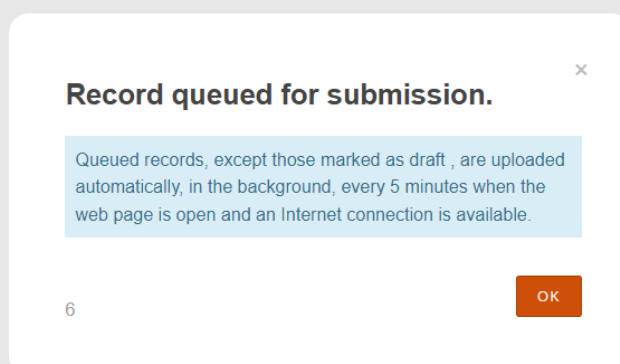 ×
Record queued for submission.
Queued records, except those marked as draft , are uploaded
automatically, in the background, every 5 minutes when the
web page is open and an Internet connection is available.
OK
6